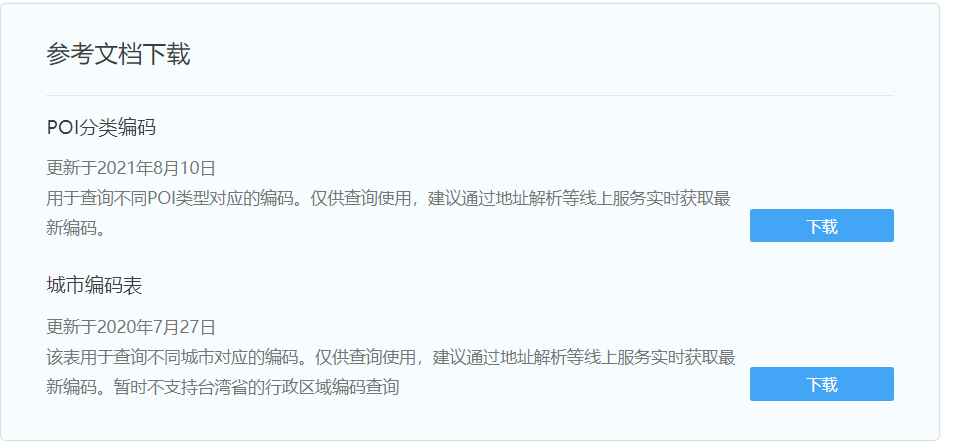 参考文档下载
POI分类编码
更新于2021年8月10日
用于查询不同POI类型对应的编码。仅供查询使用，建议通过地址解析等线上服务实时获取最
新编码。
下载
城市编码表
更新于2020年7月27日
该表用于查询不同城市对应的编码。仅供查询使用，建议通过地址解析等线上服务实时获取最
新编码。暂时不支持台湾省的行政区域编码查询
下载